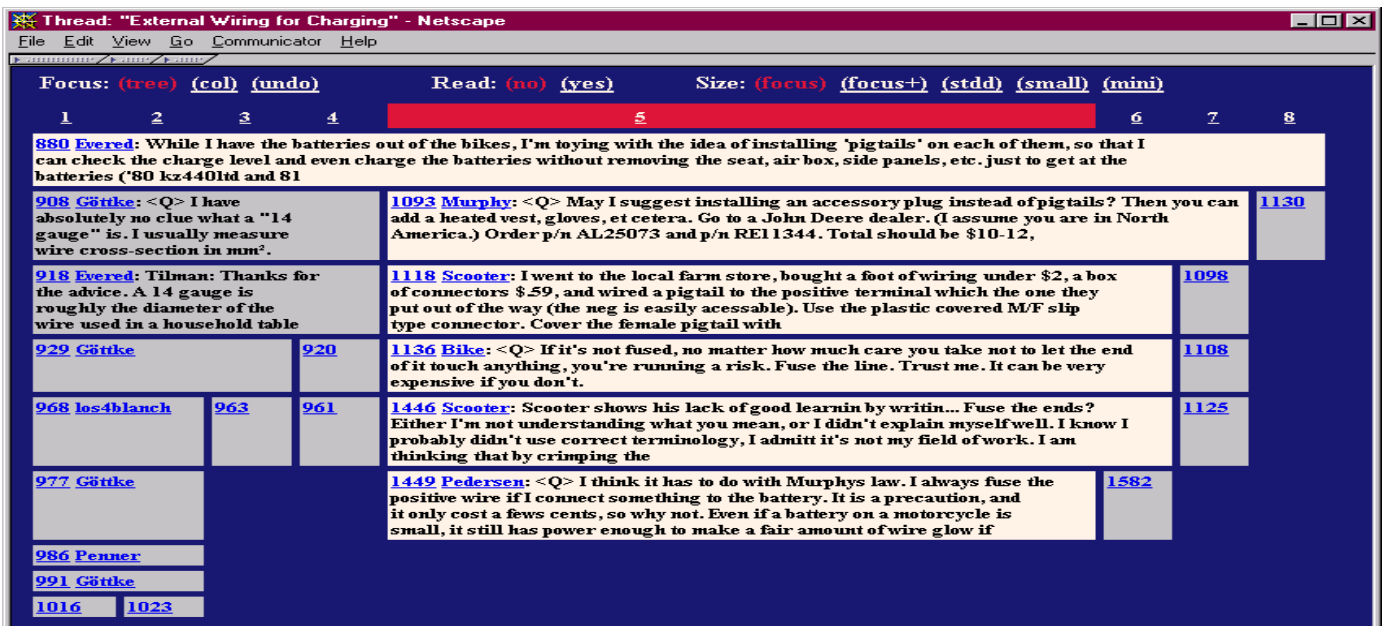 Thread: "External Wiring for Charging" - Netscape
File Edit View Go Communicator Help
Focus: (tree) (col) (undo) Read: (no) (yes) Size: (focus) (focus+) (stdd) (small) (mini)
1 2 3 4 5 6 7 8
880 Evered: While I have the batteries out of the bikes, I'm toying with the idea of installing 'pigtails' on each of them, so that I
can check the charge level and even charge the batteries without removing the seat, air box, side panels, etc. just to get at the
batteries ('80 kz440ltd and 81
908 Göttke: <Q> I have
absolutely no clue what a "14
gauge" is. I usually measure
wire cross-section in mm².
1093 Murphy: <Q> May I suggest installing an accessory plug instead of pigtails? Then you can
add a heated vest, gloves, et cetera. Go to a John Deere dealer. (I assume you are in North
America.) Order p/n AL25073 and p/n RE11344. Total should be $10-12,
1130
918 Evered: Tilman: Thanks for
the advice. A 14 gauge is
roughly the diameter of the
wire used in a household table
1118 Scooter: I went to the local farm store, bought a foot of wiring under $2, a box
of connectors $.59, and wired a pigtail to the positive terminal which the one they
put out of the way (the neg is easily acessable). Use the plastic covered M/F slip
type connector. Cover the female pigtail with
1098
929 Göttke
920
1136 Bike: <Q> If it's not fused, no matter how much care you take not to let the end
of it touch anything, you're running a risk. Fuse the line. Trust me. It can be very
expensive if you don't.
1108
968 los4blanch
963
961
1446 Scooter: Scooter shows his lack of good learnin by writin... Fuse the ends?
Either I'm not understanding what you mean, or I didn't explain myself well. I know I
probably didn't use correct terminology, I admitt it's not my field of work. I am
thinking that by crimping the
1125
977 Göttke
1449 Pedersen: <Q> I think it has to do with Murphys law. I always fuse the
positive wire if I connect something to the battery. It is a precaution, and
it only cost a fews cents, so why not. Even if a battery on a motorcycle is
small, it still has power enough to make a fair amount of wire glow if
1582
986 Penner
991 Göttke
1016 1023